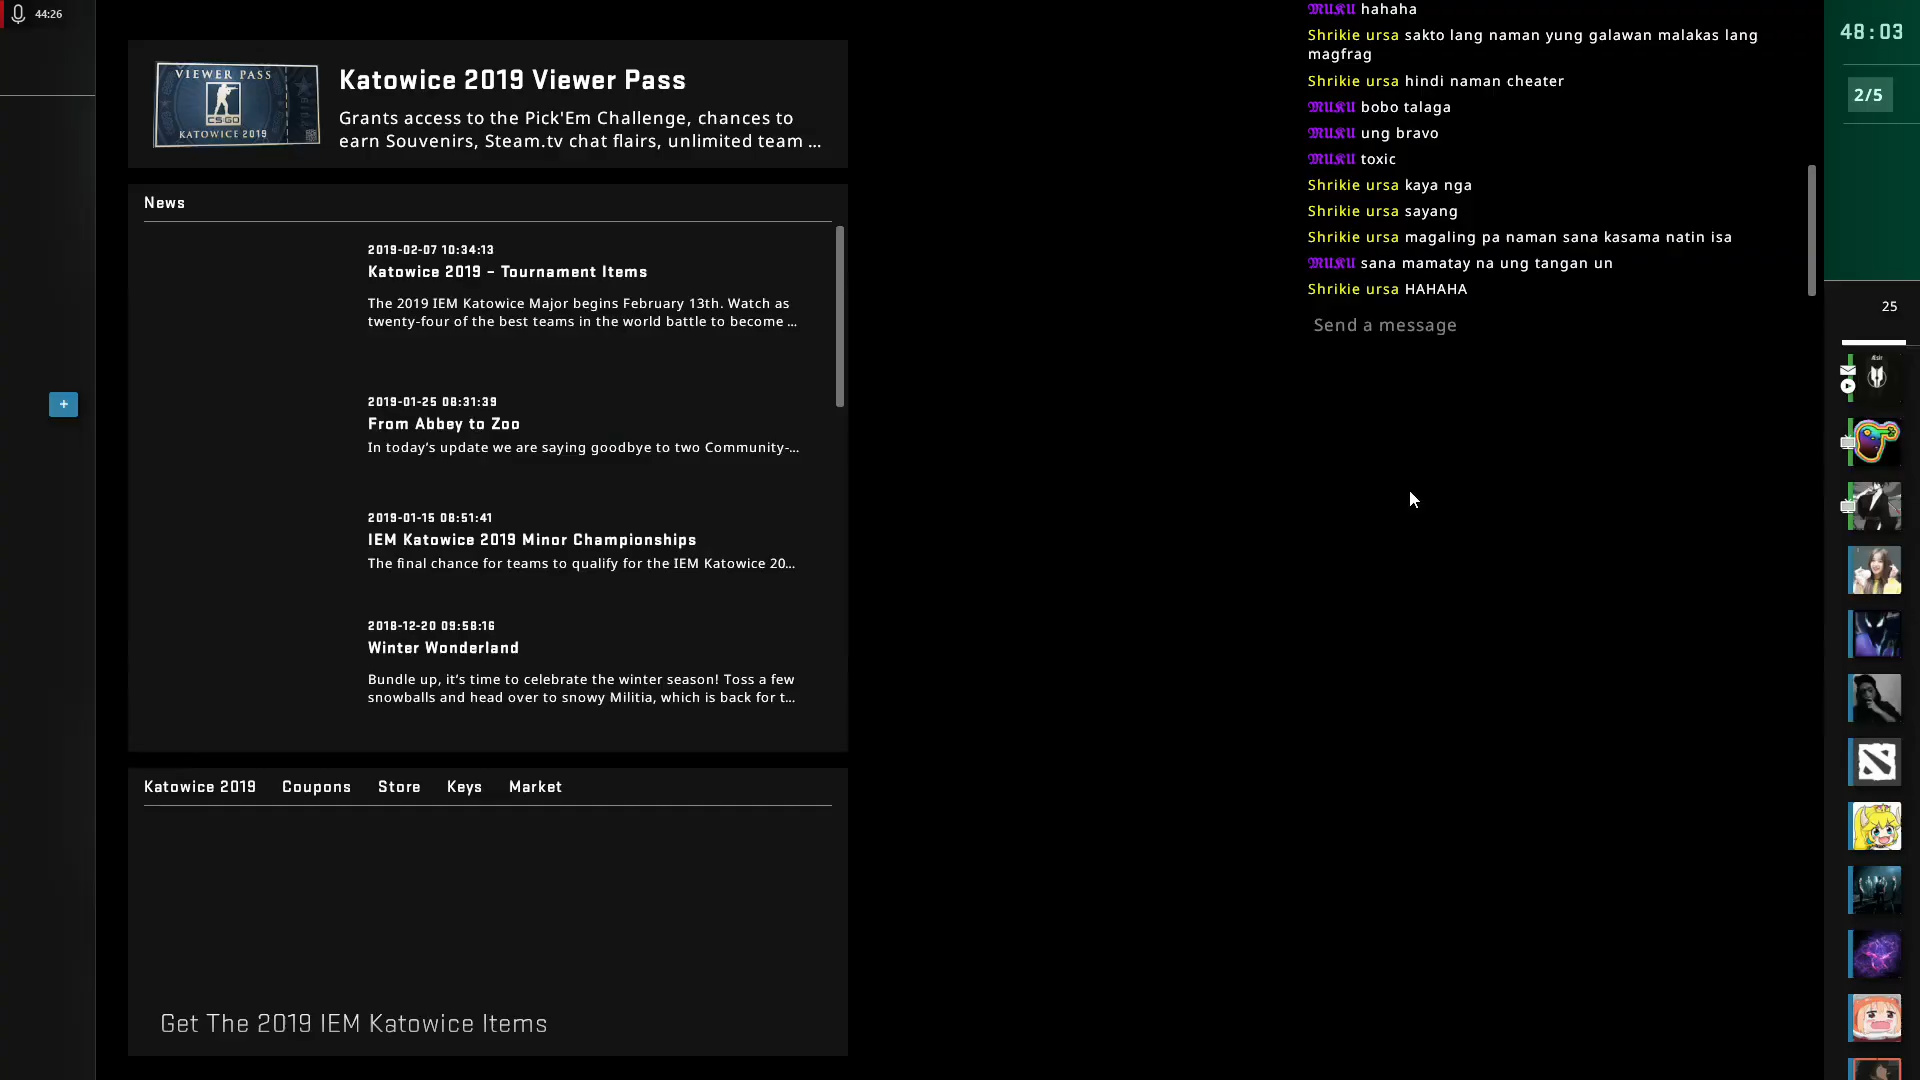 44:26
VIEWER PASS
CS:GO
KATOWICE 2019
Katowice 2019 Viewer Pass
Grants access to the Pick'Em Challenge, chances to
earn Souvenirs, Steam.tv chat flairs, unlimited team ...
News
2019-02-07 10:34:13
Katowice 2019 – Tournament Items
The 2019 IEM Katowice Major begins February 13th. Watch as
twenty-four of the best teams in the world battle to become ...
2019-01-25 08:31:39
From Abbey to Zoo
In today's update we are saying goodbye to two Community-...
2019-01-15 08:51:41
IEM Katowice 2019 Minor Championships
The final chance for teams to qualify for the IEM Katowice 20...
2018-12-20 09:58:16
Winter Wonderland
Bundle up, it's time to celebrate the winter season! Toss a few
snowballs and head over to snowy Militia, which is back for t...
Katowice 2019 Coupons Store Keys Market
Get The 2019 IEM Katowice Items
+
𝕸𝖀𝕶𝖀 hahaha
Shrikie ursa sakto lang naman yung galawan malakas lang
magfrag
Shrikie ursa hindi naman cheater
𝕸𝖀𝕶𝖀 bobo talaga
𝕸𝖀𝕶𝖀 ung bravo
𝕸𝖀𝕶𝖀 toxic
Shrikie ursa kaya nga
Shrikie ursa sayang
Shrikie ursa magaling pa naman sana kasama natin isa
𝕸𝖀𝕶𝖀 sana mamatay na ung tangan un
Shrikie ursa HAHAHA
Send a message
48:03
2/5
25